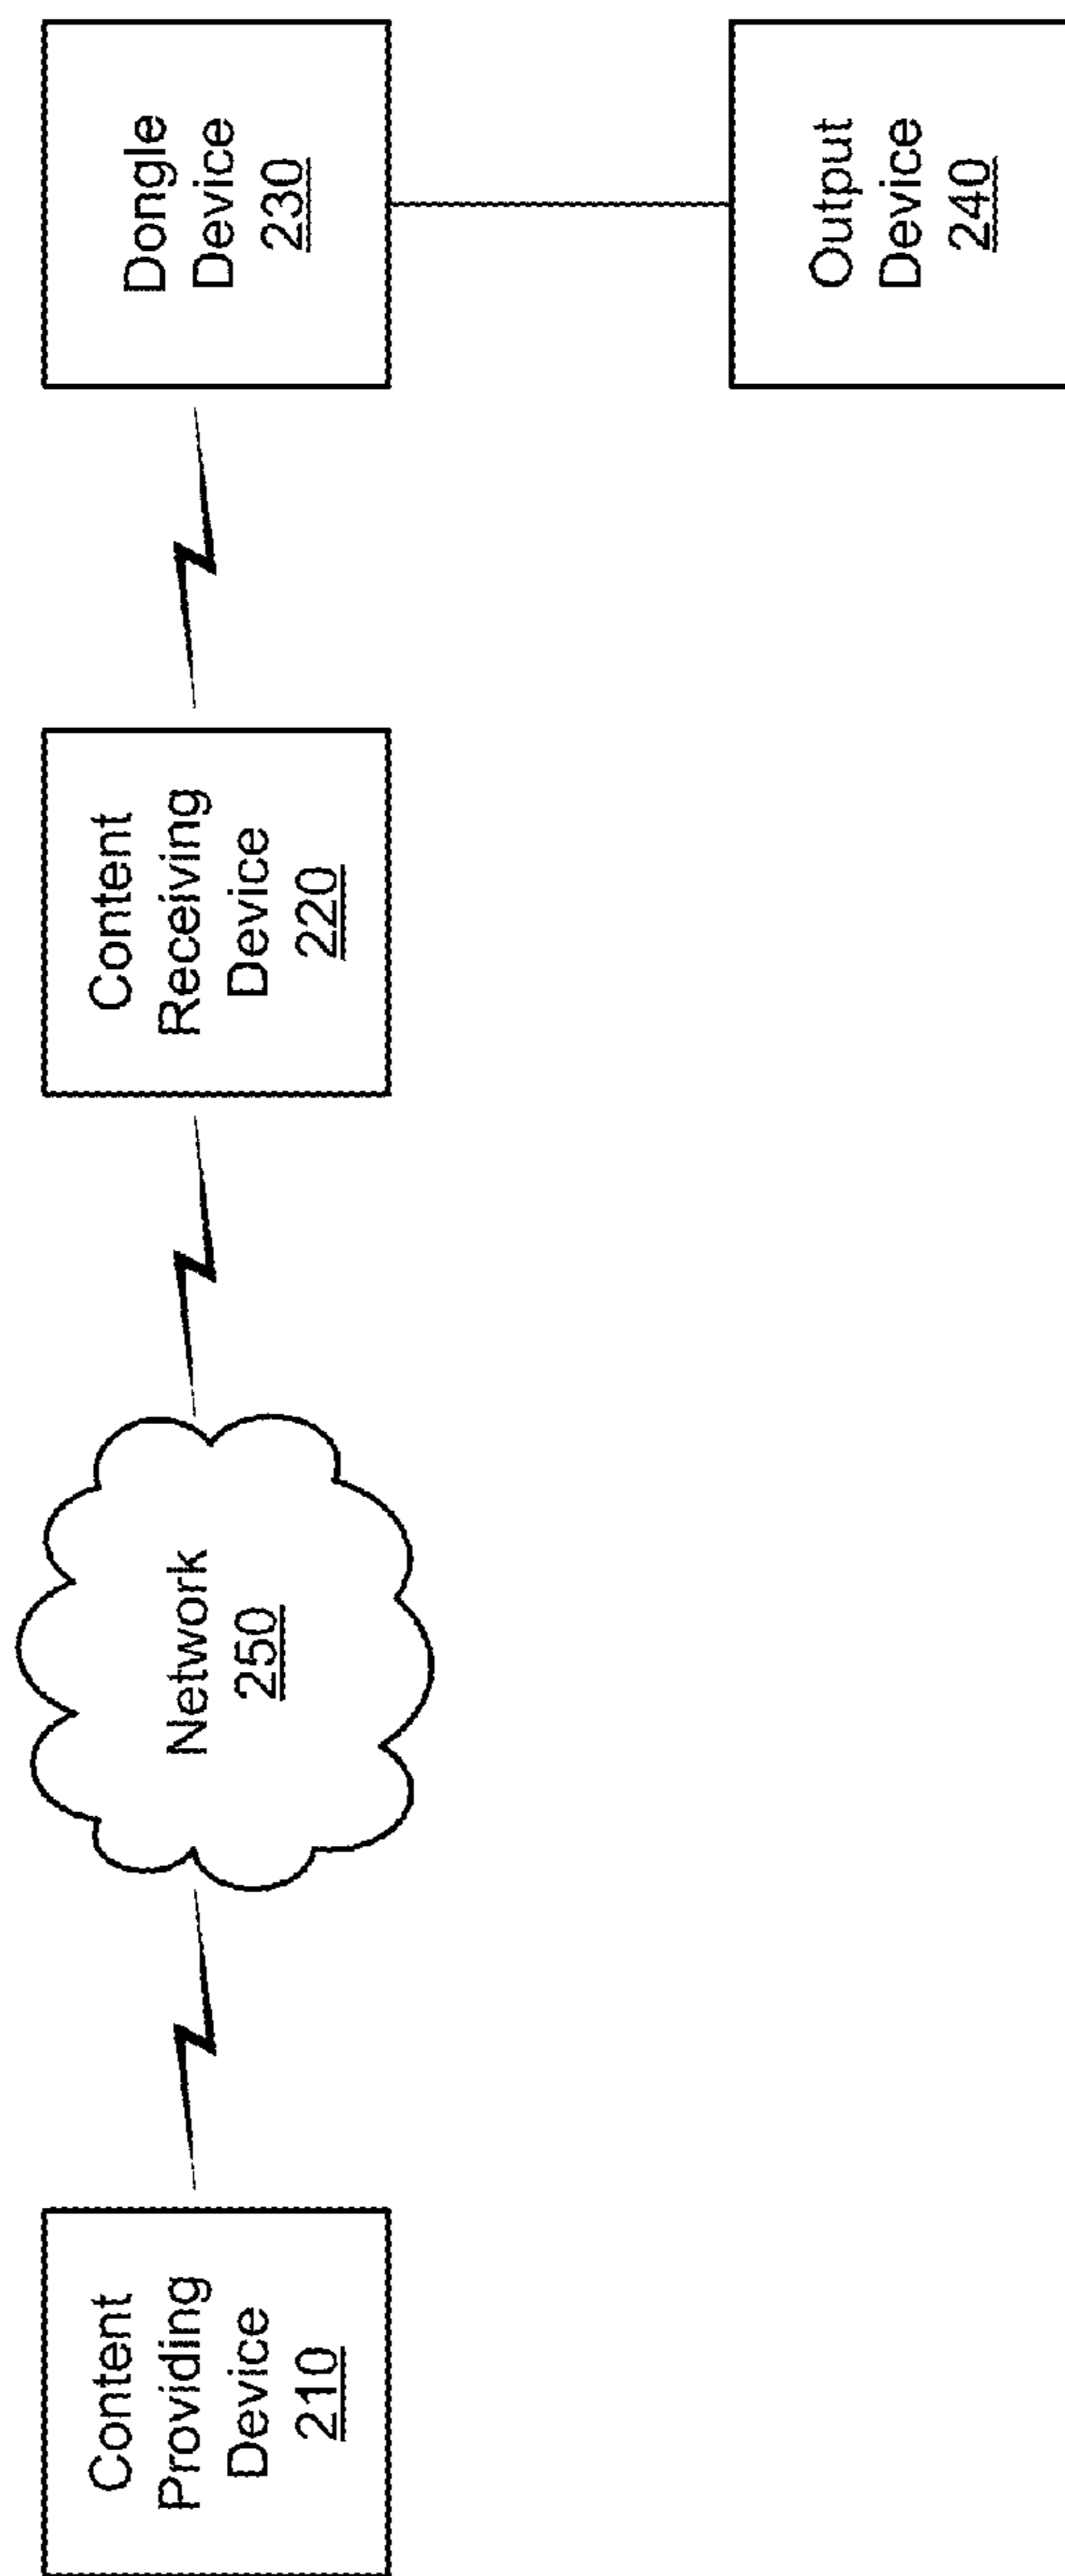 Content
Providing
Device
210
Network
250
Content
Receiving
Device
220
Dongle
Device
230
Output
Device
240